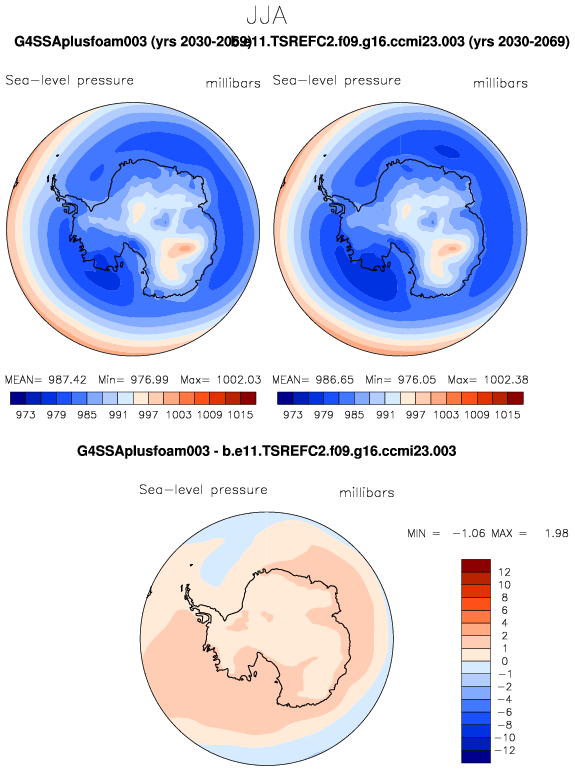 JJA
G4SSAplusfoam003 (yrs 2030-2069) b.e11.TSREFC2.f09.g16.ccmi23.003 (yrs 2030-2069)
Sea-level pressure millibars Sea-level pressure millibars
MEAN= 987.42 Min= 976.99 Max= 1002.03 MEAN= 986.65 Min= 976.05 Max= 1002.38
973 979 985 991 997 1003 1009 1015 973 979 985 991 997 1003 1009 1015
G4SSAplusfoam003 - b.e11.TSREFC2.f09.g16.ccmi23.003
Sea-level pressure millibars
MIN = -1.06 MAX = 1.98
12
10
8
6
4
2
1
0
-1
-2
-4
-6
-8
-10
-12